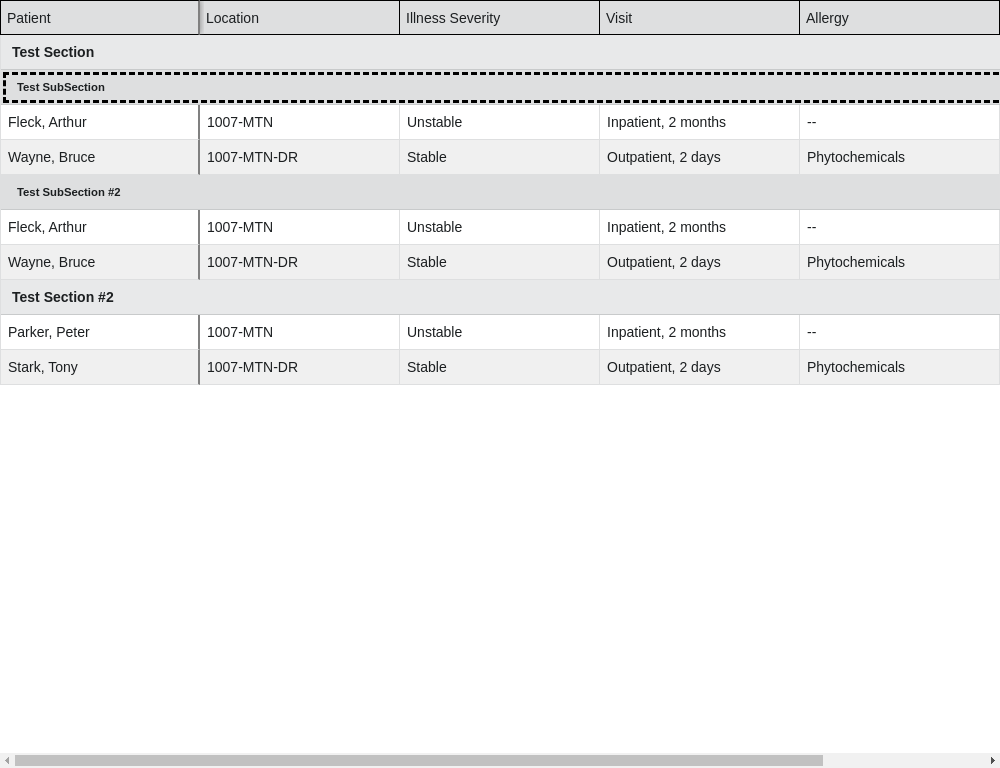 Patient Location Illness Severity Visit Allergy
Test Section
Test SubSection
Fleck, Arthur 1007-MTN Unstable Inpatient, 2 months --
Wayne, Bruce 1007-MTN-DR Stable Outpatient, 2 days Phytochemicals
Test SubSection #2
Fleck, Arthur 1007-MTN Unstable Inpatient, 2 months --
Wayne, Bruce 1007-MTN-DR Stable Outpatient, 2 days Phytochemicals
Test Section #2
Parker, Peter 1007-MTN Unstable Inpatient, 2 months --
Stark, Tony 1007-MTN-DR Stable Outpatient, 2 days Phytochemicals